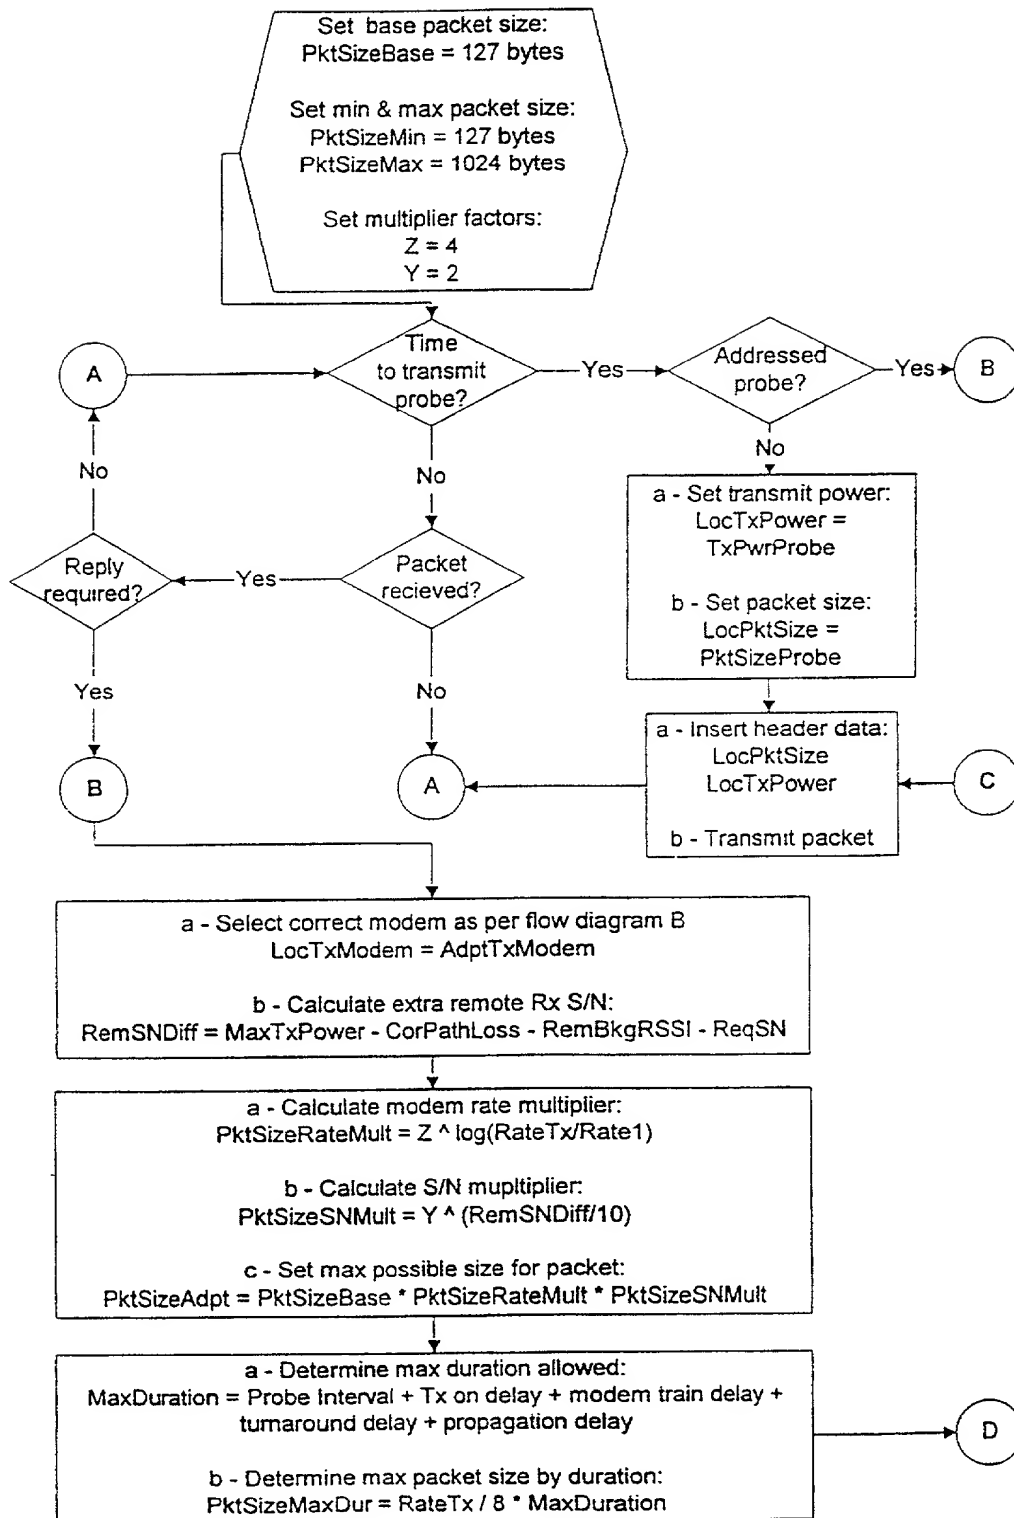 Set base packet size:
PktSizeBase = 127 bytes
Set min & max packet size:
PktSizeMin = 127 bytes
PktSizeMax = 1024 bytes
Set multiplier factors:
Z = 4
Y = 2
A
Time
to transmit
probe?
Yes
Addressed
probe?
Yes
B
No
No
No
a - Set transmit power:
LocTxPower =
TxPwrProbe
b - Set packet size:
LocPktSize =
PktSizeProbe
Reply
required?
Yes
Packet
recieved?
Yes
No
B
A
a - Insert header data:
LocPktSize
LocTxPower
b - Transmit packet
C
a - Select correct modem as per flow diagram B
LocTxModem = AdptTxModem
b - Calculate extra remote Rx S/N:
RemSNDiff = MaxTxPower - CorPathLoss - RemBkgRSSI - ReqSN
a - Calculate modem rate multiplier:
PktSizeRateMult = Z ^ log(RateTx/Rate1)
b - Calculate S/N mupltiplier:
PktSizeSNMult = Y ^ (RemSNDiff/10)
c - Set max possible size for packet:
PktSizeAdpt = PktSizeBase * PktSizeRateMult * PktSizeSNMult
a - Determine max duration allowed:
MaxDuration = Probe Interval + Tx on delay + modem train delay +
turnaround delay + propagation delay
b - Determine max packet size by duration:
PktSizeMaxDur = RateTx / 8 * MaxDuration
D